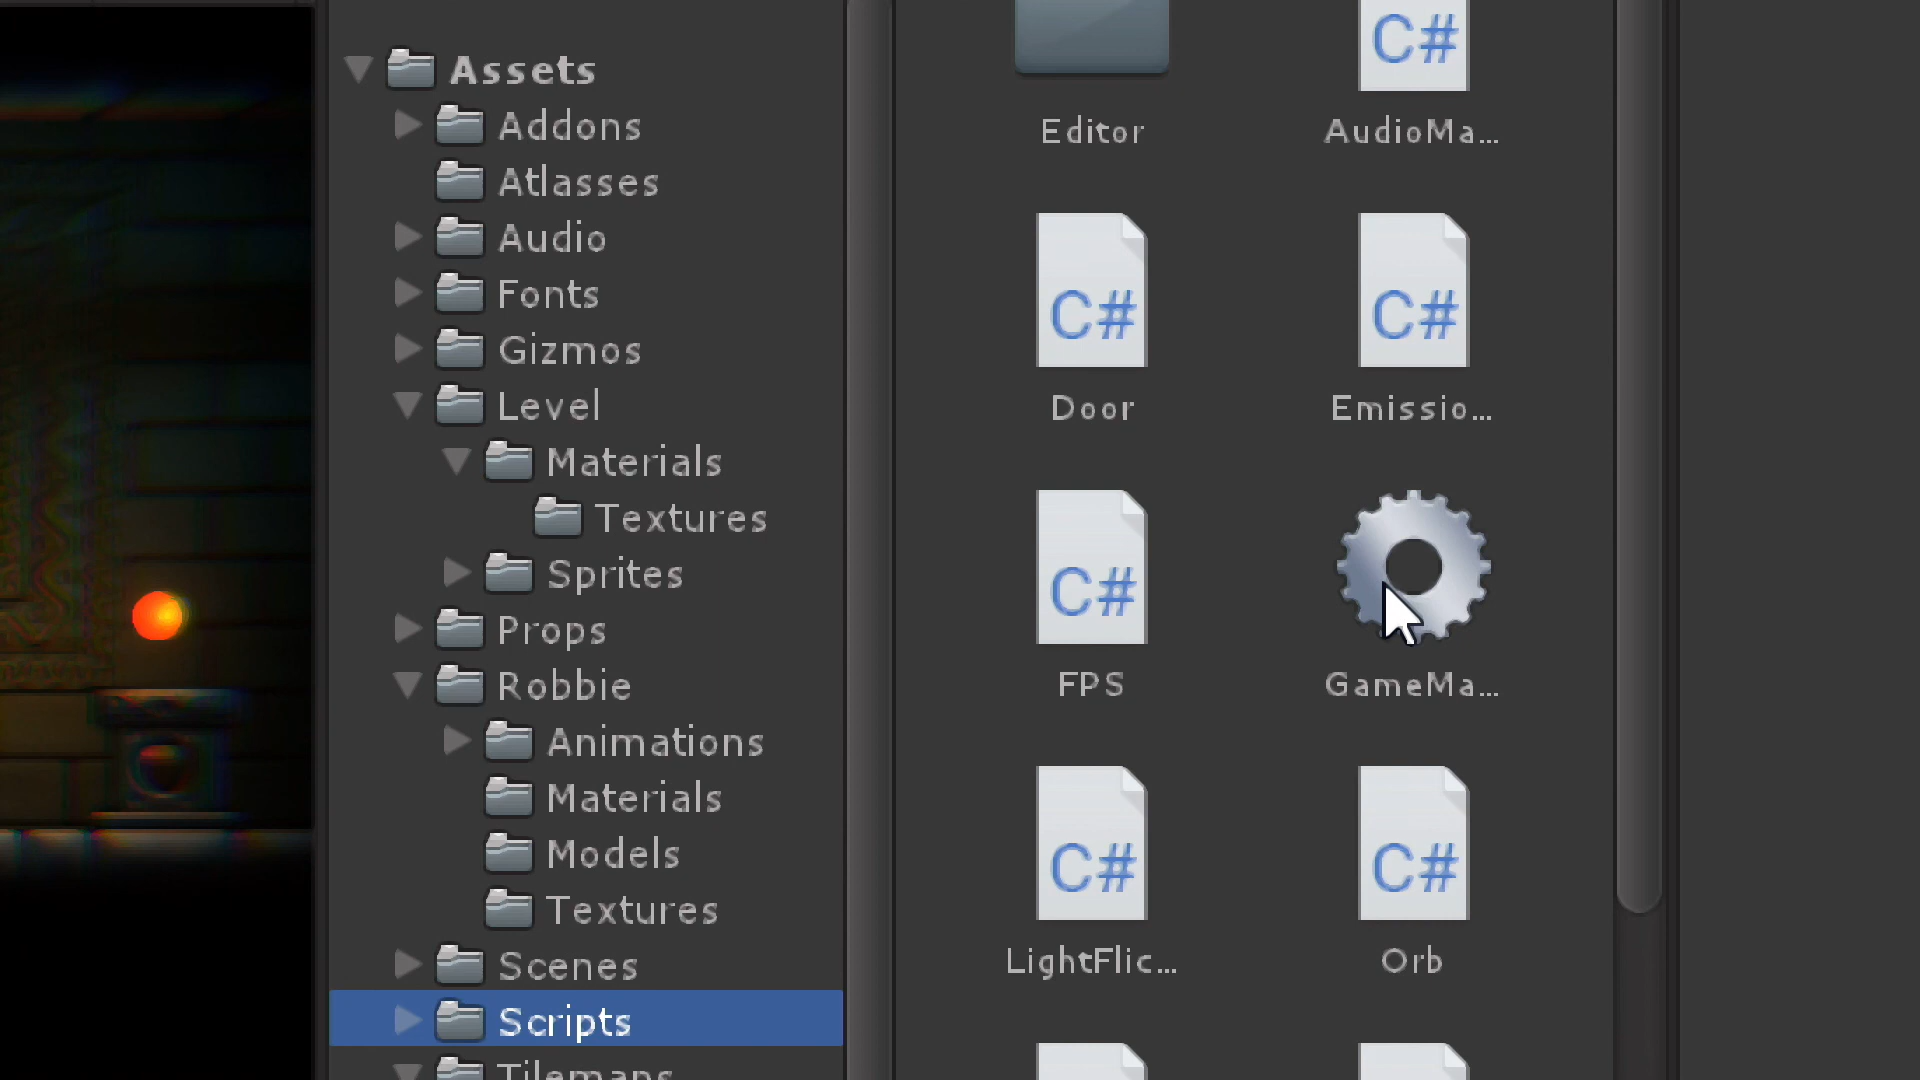 Assets
Addons
Atlasses
Audio
Fonts
Gizmos
Level
Materials
Textures
Sprites
Props
Robbie
Animations
Materials
Models
Textures
Scenes
Scripts
Tilemaps
C#
Editor
AudioMa...
C#
C#
Door
Emissio...
C#
FPS
GameMa...
C#
C#
LightFlic...
Orb